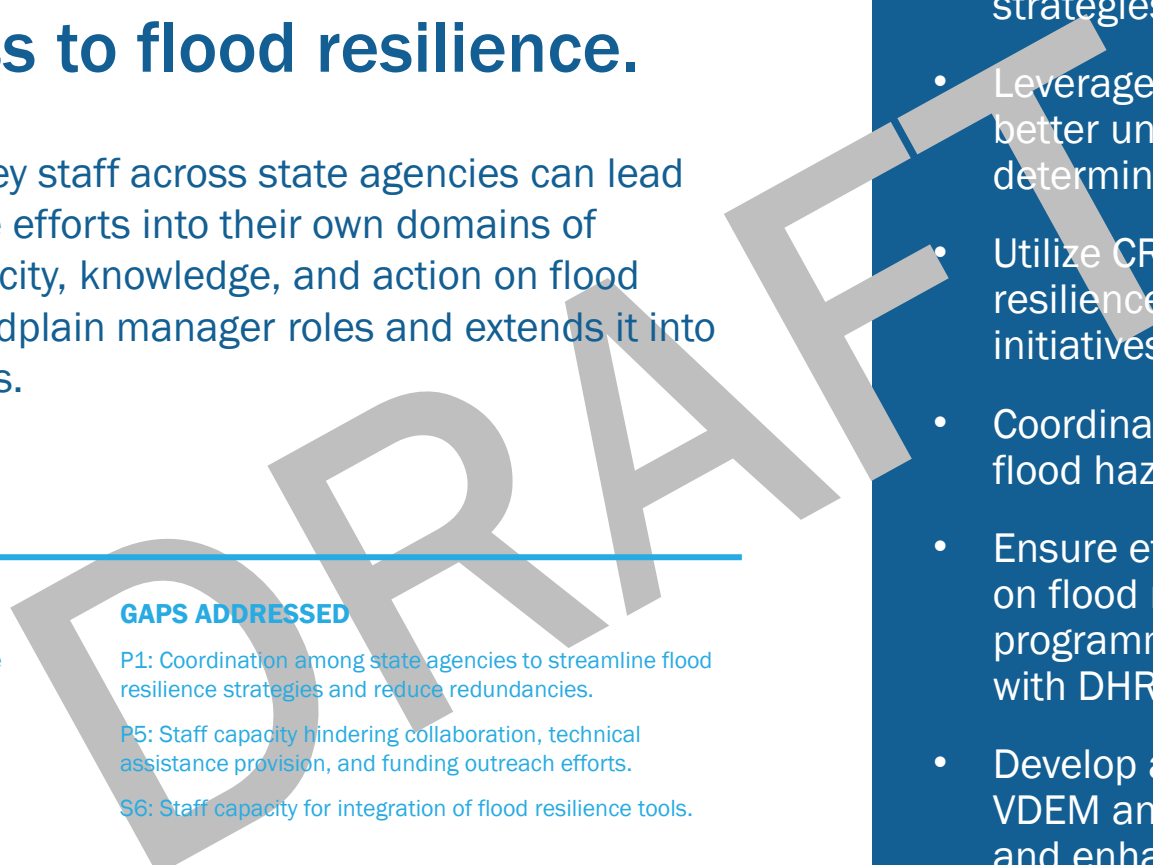 s to flood resilience.
ey staff across state agencies can lead
efforts into their own domains of
city, knowledge, and action on flood
dplain manager roles and extends it into
s.
GAPS ADDRESSED
P1: Coordination among state agencies to streamline flood
resilience strategies and reduce redundancies.
P5: Staff capacity hindering collaboration, technical
assistance provision, and funding outreach efforts.
S6: Staff capacity for integration of flood resilience tools.
strategies
• Leverage
better un
determin
• Utilize CR
resilience
initiatives
• Coordina
flood haz
• Ensure e
on flood
programm
with DHR
• Develop a
VDEM an
and enha
DRAFT